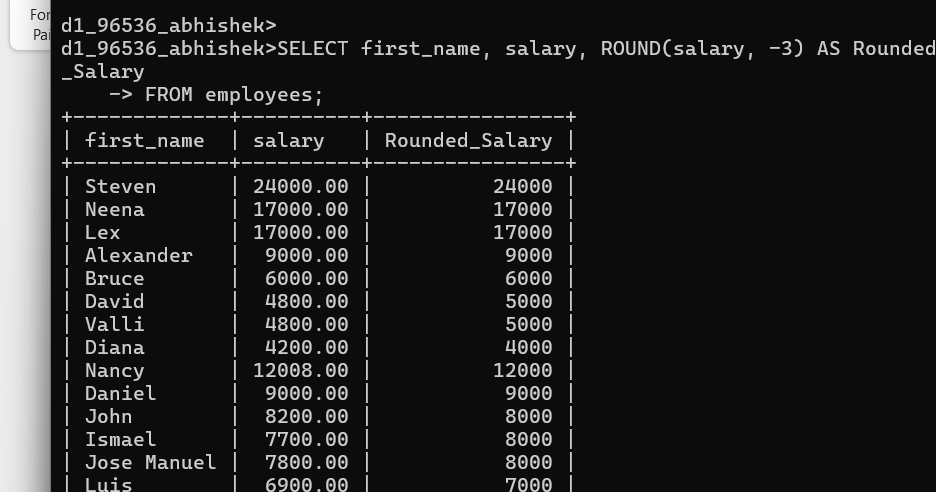 For
Pai
d1_96536_abhishek>
d1_96536_abhishek>SELECT first_name, salary, ROUND(salary, -3) AS Rounded
_Salary
    -> FROM employees;
+-------------+----------+----------------+
| first_name  | salary   | Rounded_Salary |
+-------------+----------+----------------+
| Steven      | 24000.00 |          24000 |
| Neena       | 17000.00 |          17000 |
| Lex         | 17000.00 |          17000 |
| Alexander   |  9000.00 |           9000 |
| Bruce       |  6000.00 |           6000 |
| David       |  4800.00 |           5000 |
| Valli       |  4800.00 |           5000 |
| Diana       |  4200.00 |           4000 |
| Nancy       | 12008.00 |          12000 |
| Daniel      |  9000.00 |           9000 |
| John        |  8200.00 |           8000 |
| Ismael      |  7700.00 |           8000 |
| Jose Manuel |  7800.00 |           8000 |
| Luis        |  6900.00 |           7000 |